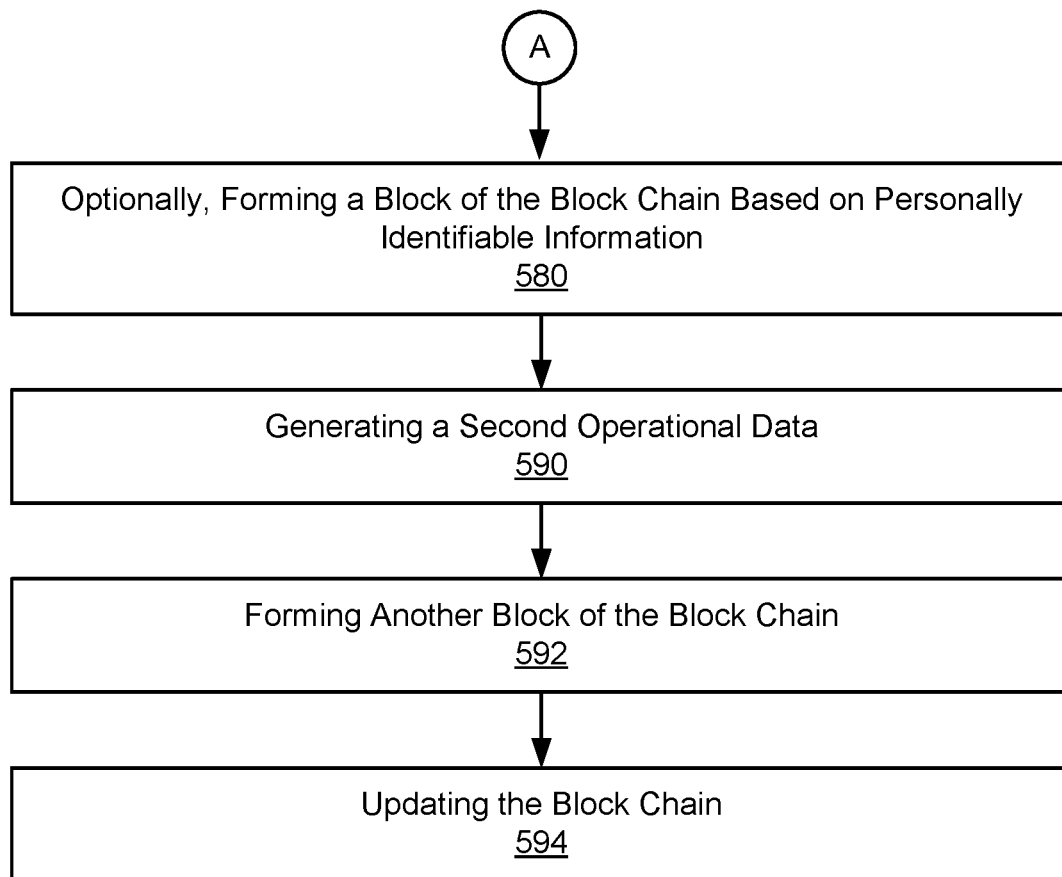 A
Optionally, Forming a Block of the Block Chain Based on Personally
Identifiable Information
580
Generating a Second Operational Data
590
Forming Another Block of the Block Chain
592
Updating the Block Chain
594